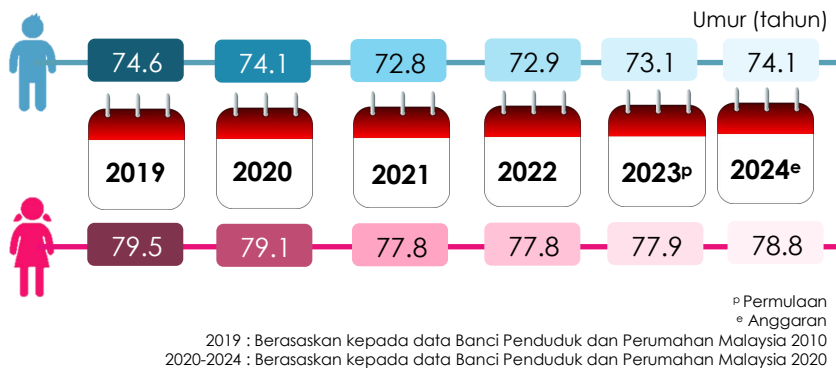 Umur (tahun)
74.6 74.1 72.8 72.9 73.1 74.1
2019 2020 2021 2022 2023ᵖ 2024ᵉ
79.5 79.1 77.8 77.8 77.9 78.8
ᵖ Permulaan
ᵉ Anggaran
2019 : Berasaskan kepada data Banci Penduduk dan Perumahan Malaysia 2010
2020-2024 : Berasaskan kepada data Banci Penduduk dan Perumahan Malaysia 2020